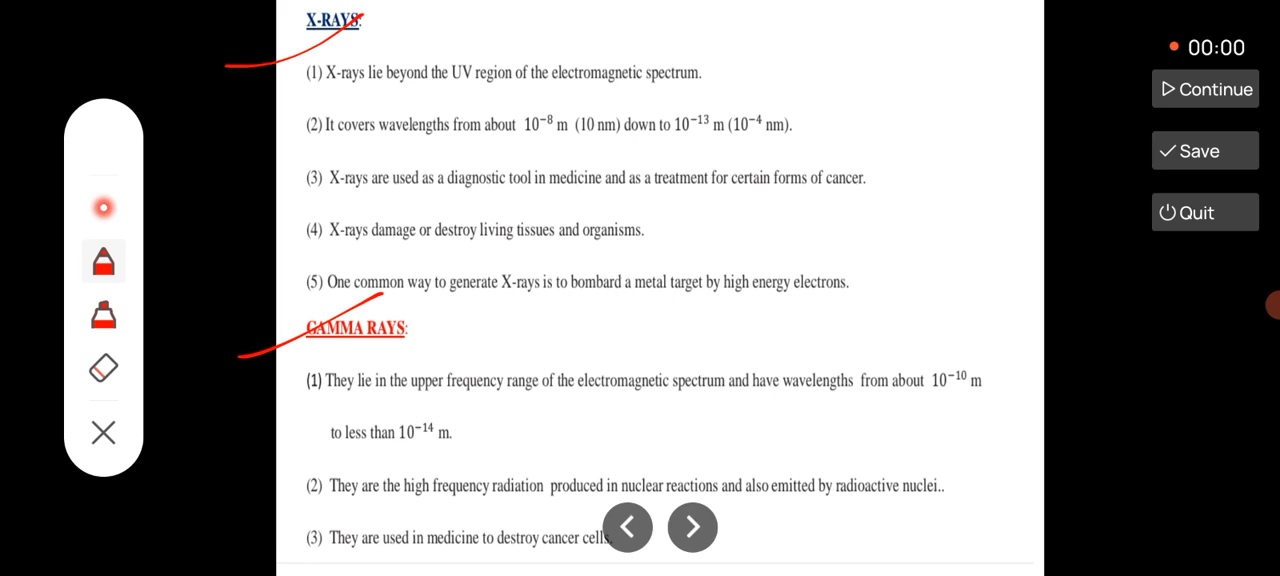 X-RAYS:
00:00
(1) X-rays lie beyond the UV region of the electromagnetic spectrum.
Continue
(2) It covers wavelengths from about 10⁻⁸ m (10 nm) down to 10⁻¹³ m (10⁻⁴ nm).
Save
(3) X-rays are used as a diagnostic tool in medicine and as a treatment for certain forms of cancer.
Quit
(4) X-rays damage or destroy living tissues and organisms.
(5) One common way to generate X-rays is to bombard a metal target by high energy electrons.
GAMMA RAYS:
(1) They lie in the upper frequency range of the electromagnetic spectrum and have wavelengths from about 10⁻¹⁰ m
to less than 10⁻¹⁴ m.
(2) They are the high frequency radiation produced in nuclear reactions and also emitted by radioactive nuclei..
(3) They are used in medicine to destroy cancer cells.